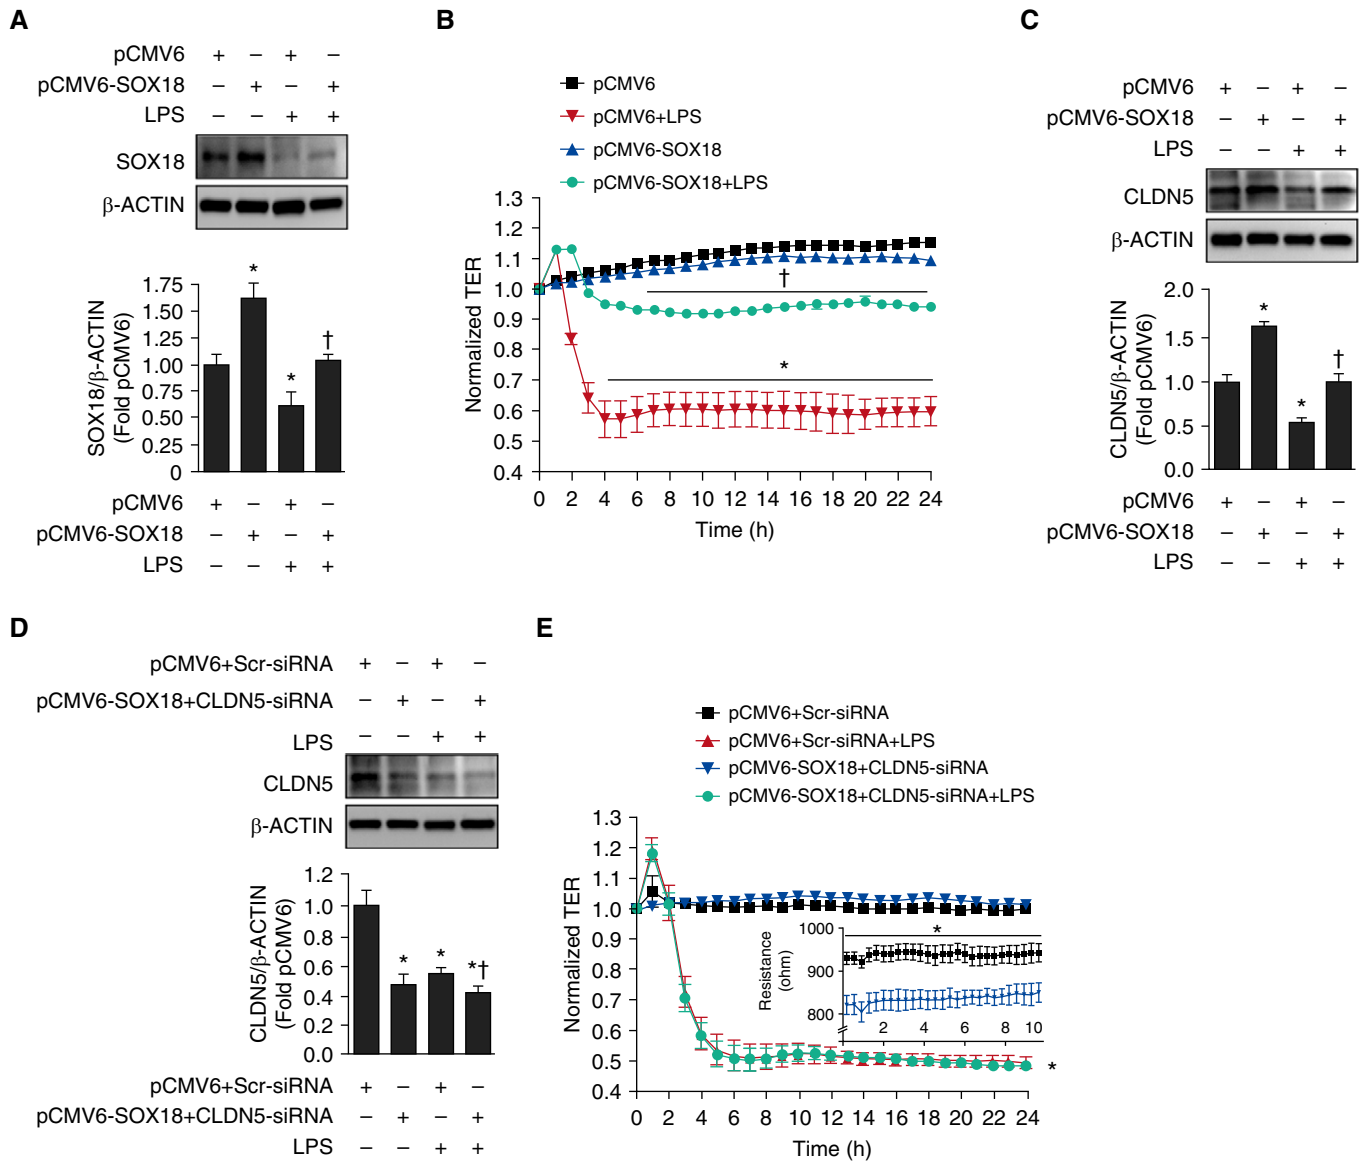 A
pCMV6 + − + −
pCMV6-SOX18 − + − +
LPS − − + +
SOX18
β-ACTIN
SOX18/β-ACTIN
(Fold pCMV6)
1.75
1.50
1.25
1.00
0.75
0.50
0.25
0
*
*
†
pCMV6 + − + −
pCMV6-SOX18 − + − +
LPS − − + +
B
pCMV6
pCMV6+LPS
pCMV6-SOX18
pCMV6-SOX18+LPS
Normalized TER
1.3
1.2
1.1
1.0
0.9
0.8
0.7
0.6
0.5
0.4
†
*
0 2 4 6 8 10 12 14 16 18 20 22 24
Time (h)
C
pCMV6 + − + −
pCMV6-SOX18 − + − +
LPS − − + +
CLDN5
β-ACTIN
CLDN5/β-ACTIN
(Fold pCMV6)
2.0
1.5
1.0
0.5
0.0
*
*
†
pCMV6 + − + −
pCMV6-SOX18 − + − +
LPS − − + +
D
pCMV6+Scr-siRNA + − + −
pCMV6-SOX18+CLDN5-siRNA − + − +
LPS − − + +
CLDN5
β-ACTIN
CLDN5/β-ACTIN
(Fold pCMV6)
1.2
1.0
0.8
0.6
0.4
0.2
0.0
*
*
*†
pCMV6+Scr-siRNA + − + −
pCMV6-SOX18+CLDN5-siRNA − + − +
LPS − − + +
E
pCMV6+Scr-siRNA
pCMV6+Scr-siRNA+LPS
pCMV6-SOX18+CLDN5-siRNA
pCMV6-SOX18+CLDN5-siRNA+LPS
Normalized TER
1.3
1.2
1.1
1.0
0.9
0.8
0.7
0.6
0.5
0.4
Resistance
(ohm)
1000
900
800
*
2 4 6 8 10
*
0 2 4 6 8 10 12 14 16 18 20 22 24
Time (h)